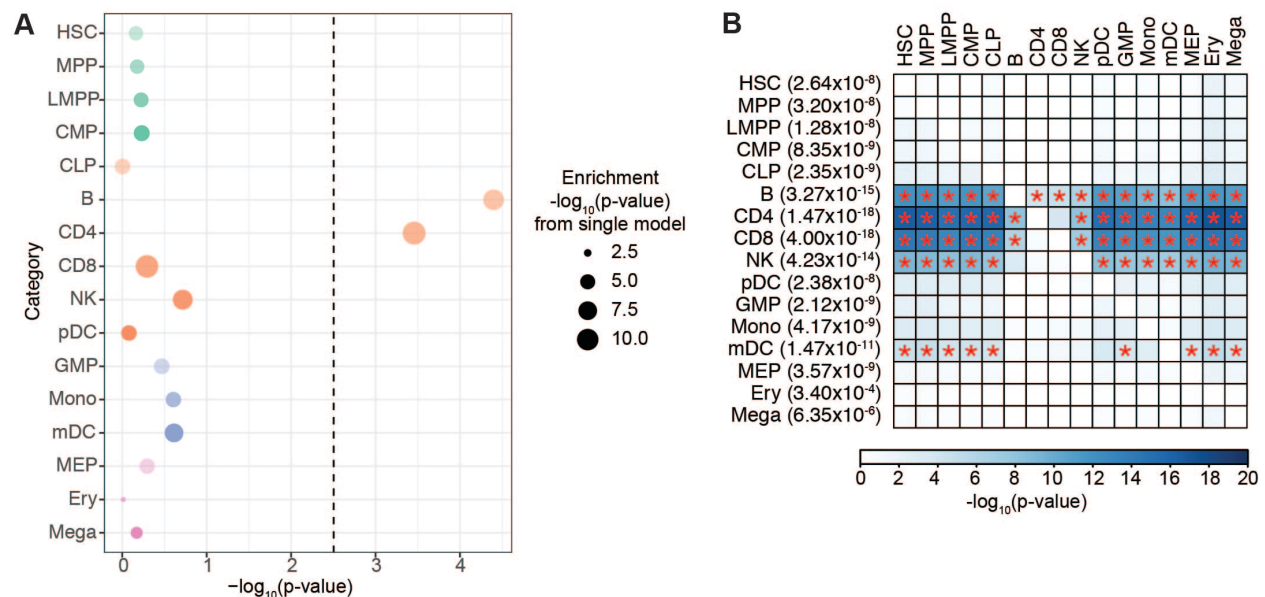 A
Category
HSC
MPP
LMPP
CMP
CLP
B
CD4
CD8
NK
pDC
GMP
Mono
mDC
MEP
Ery
Mega
0 1 2 3 4
−log₁₀(p-value)
Enrichment
-log₁₀(p-value)
from single model
2.5
5.0
7.5
10.0
B
HSC MPP LMPP CMP CLP B CD4 CD8 NK pDC GMP Mono mDC MEP Ery Mega
HSC (2.64x10⁻⁸)
MPP (3.20x10⁻⁸)
LMPP (1.28x10⁻⁸)
CMP (8.35x10⁻⁹)
CLP (2.35x10⁻⁹)
B (3.27x10⁻¹⁵)
CD4 (1.47x10⁻¹⁸)
CD8 (4.00x10⁻¹⁸)
NK (4.23x10⁻¹⁴)
pDC (2.38x10⁻⁸)
GMP (2.12x10⁻⁹)
Mono (4.17x10⁻⁹)
mDC (1.47x10⁻¹¹)
MEP (3.57x10⁻⁹)
Ery (3.40x10⁻⁴)
Mega (6.35x10⁻⁶)
0 2 4 6 8 10 12 14 16 18 20
-log₁₀(p-value)